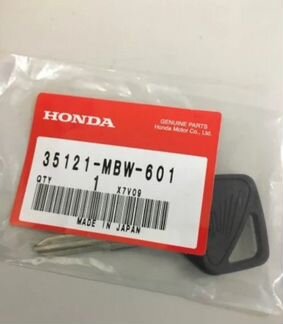 HONDA
GENUINE PARTS
Honda Motor Co., Ltd.
35121-MBW-601
QTY 1 X7V09
MADE IN JAPAN